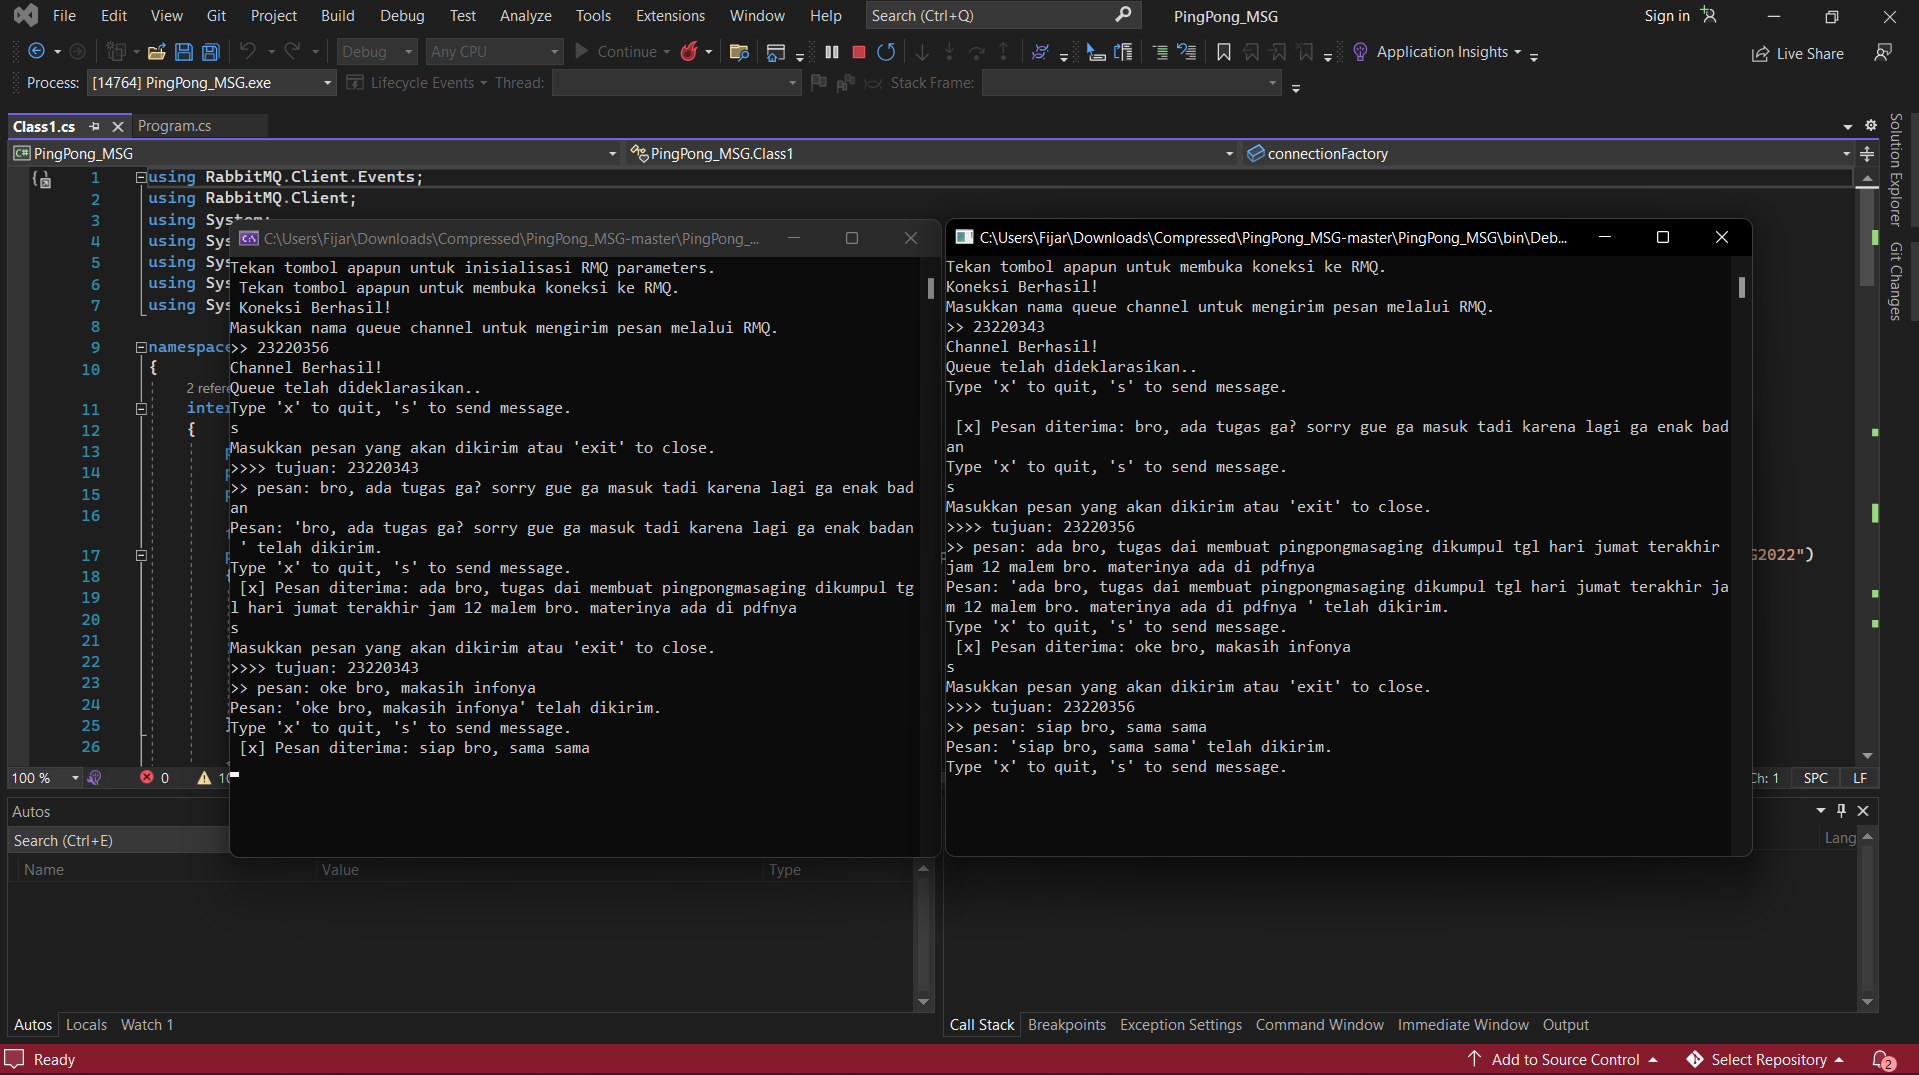 File Edit View Git Project Build Debug Test Analyze Tools Extensions Window Help Search (Ctrl+Q) PingPong_MSG Sign in
Debug Any CPU Continue Application Insights Live Share
Process: [14764] PingPong_MSG.exe Lifecycle Events Thread: Stack Frame:
Class1.cs Program.cs
PingPong_MSG PingPong_MSG.Class1 connectionFactory
Solution Explorer
Git Changes
1 using RabbitMQ.Client.Events;
2 using RabbitMQ.Client;
3 using System;
4 using Sys
5 using Sys
6 using Sys
7 using Sys
8
9 namespace
10 {
2 refere
11 inter
12 {
13 p
14
15
16
17
18
19
20
21
22
23
24
25
26
G2022")
C:\Users\Fijar\Downloads\Compressed\PingPong_MSG-master\PingPong_...
Tekan tombol apapun untuk inisialisasi RMQ parameters.
Tekan tombol apapun untuk membuka koneksi ke RMQ.
Koneksi Berhasil!
Masukkan nama queue channel untuk mengirim pesan melalui RMQ.
>> 23220356
Channel Berhasil!
Queue telah dideklarasikan..
Type 'x' to quit, 's' to send message.
s
Masukkan pesan yang akan dikirim atau 'exit' to close.
>>>> tujuan: 23220343
>> pesan: bro, ada tugas ga? sorry gue ga masuk tadi karena lagi ga enak bad
an
Pesan: 'bro, ada tugas ga? sorry gue ga masuk tadi karena lagi ga enak badan
' telah dikirim.
Type 'x' to quit, 's' to send message.
[x] Pesan diterima: ada bro, tugas dai membuat pingpongmasaging dikumpul tg
l hari jumat terakhir jam 12 malem bro. materinya ada di pdfnya
s
Masukkan pesan yang akan dikirim atau 'exit' to close.
>>>> tujuan: 23220343
>> pesan: oke bro, makasih infonya
Pesan: 'oke bro, makasih infonya' telah dikirim.
Type 'x' to quit, 's' to send message.
[x] Pesan diterima: siap bro, sama sama
C:\Users\Fijar\Downloads\Compressed\PingPong_MSG-master\PingPong_MSG\bin\Deb...
Tekan tombol apapun untuk membuka koneksi ke RMQ.
Koneksi Berhasil!
Masukkan nama queue channel untuk mengirim pesan melalui RMQ.
>> 23220343
Channel Berhasil!
Queue telah dideklarasikan..
Type 'x' to quit, 's' to send message.
[x] Pesan diterima: bro, ada tugas ga? sorry gue ga masuk tadi karena lagi ga enak bad
an
Type 'x' to quit, 's' to send message.
s
Masukkan pesan yang akan dikirim atau 'exit' to close.
>>>> tujuan: 23220356
>> pesan: ada bro, tugas dai membuat pingpongmasaging dikumpul tgl hari jumat terakhir
jam 12 malem bro. materinya ada di pdfnya
Pesan: 'ada bro, tugas dai membuat pingpongmasaging dikumpul tgl hari jumat terakhir ja
m 12 malem bro. materinya ada di pdfnya ' telah dikirim.
Type 'x' to quit, 's' to send message.
[x] Pesan diterima: oke bro, makasih infonya
s
Masukkan pesan yang akan dikirim atau 'exit' to close.
>>>> tujuan: 23220356
>> pesan: siap bro, sama sama
Pesan: 'siap bro, sama sama' telah dikirim.
Type 'x' to quit, 's' to send message.
100 % 0 10 Ch: 1 SPC LF
Autos
Search (Ctrl+E)
Name Value Type
Lang
Autos Locals Watch 1
Call Stack Breakpoints Exception Settings Command Window Immediate Window Output
Ready Add to Source Control Select Repository 2